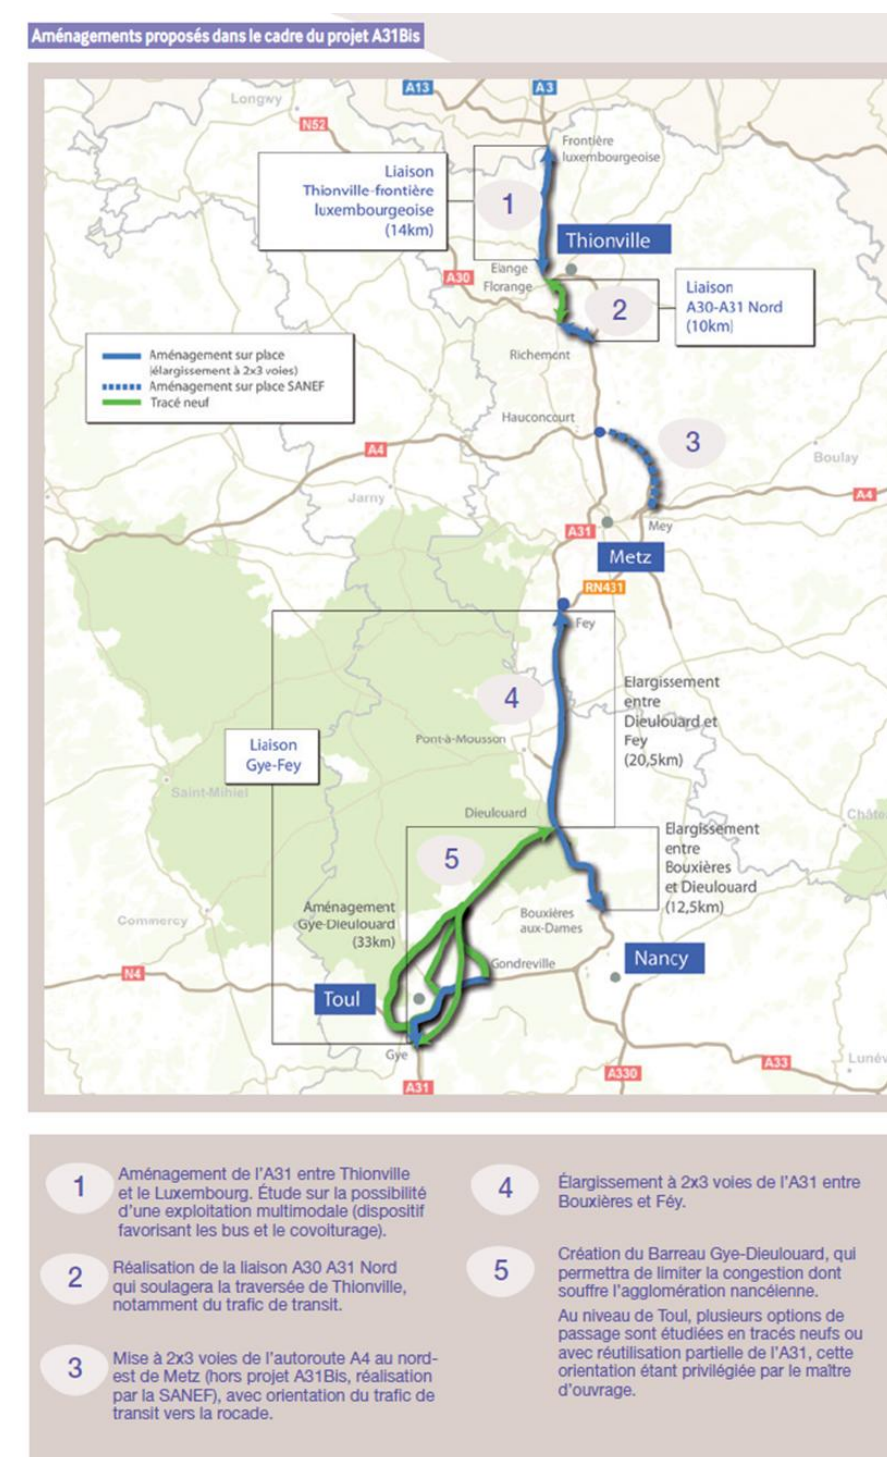 Aménagements proposés dans le cadre du projet A31Bis
A13
A3
Longwy
N52
Frontière
luxembourgeoise
Liaison
Thionville-frontière
luxembourgeoise
(14km)
1
Thionville
A30
Elange
Florange
2
Liaison
A30-A31 Nord
(10km)
Richemont
Aménagement sur place
(élargissement à 2x3 voies)
Aménagement sur place SANEF
Tracé neuf
Hauconcourt
3
A4
Boulay
Jarny
A4
A31
Mey
Metz
RN431
Fey
4
Elargissement
entre
Dieulouard et
Fey
(20,5km)
Liaison
Gye-Fey
Pont-à-Mousson
Saint-Mihiel
Dieulouard
Châte
5
Elargissement
entre
Bouxières
et Dieulouard
(12,5km)
Aménagement
Gye-Dieulouard
(33km)
Commercy
Bouxières
aux-Dames
Gondreville
Nancy
N4
Toul
Gye
A31
A330
A33
Lunév
1
Aménagement de l'A31 entre Thionville
et le Luxembourg. Étude sur la possibilité
d'une exploitation multimodale (dispositif
favorisant les bus et le covoiturage).
2
Réalisation de la liaison A30 A31 Nord
qui soulagera la traversée de Thionville,
notamment du trafic de transit.
3
Mise à 2x3 voies de l'autoroute A4 au nord-
est de Metz (hors projet A31Bis, réalisation
par la SANEF), avec orientation du trafic de
transit vers la rocade.
4
Élargissement à 2x3 voies de l'A31 entre
Bouxières et Féy.
5
Création du Barreau Gye-Dieulouard, qui
permettra de limiter la congestion dont
souffre l'agglomération nancéienne.
Au niveau de Toul, plusieurs options de
passage sont étudiées en tracés neufs ou
avec réutilisation partielle de l'A31, cette
orientation étant privilégiée par le maître
d'ouvrage.